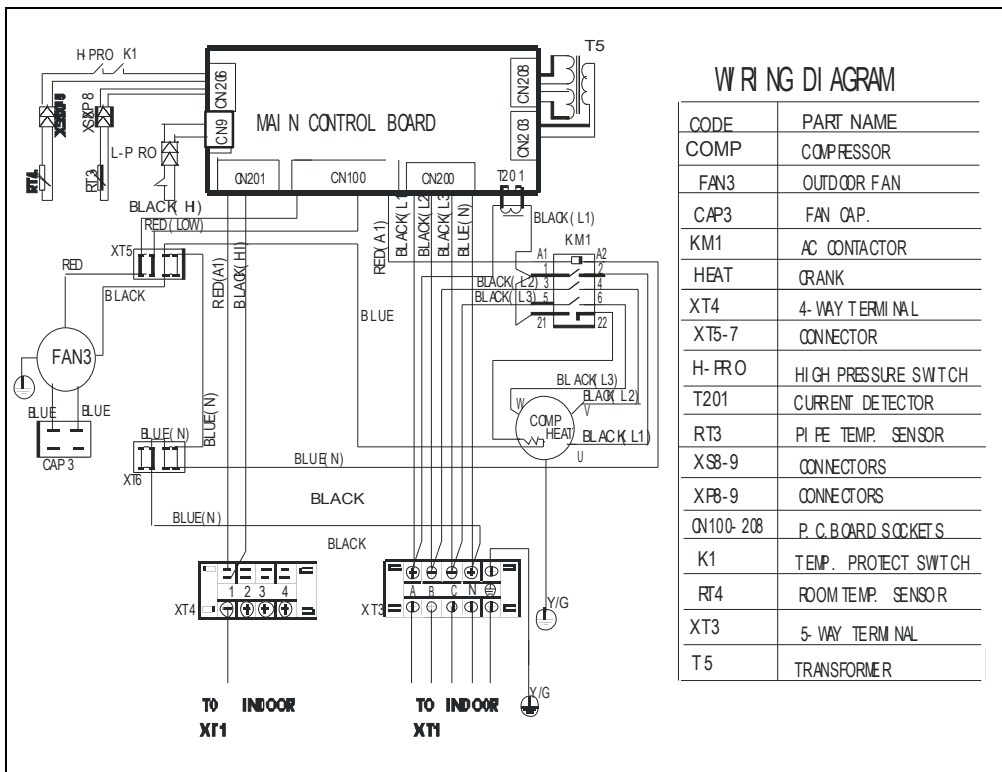 H-PRO K1
T5
CN206
CN208
XP8
CN9
MAIN CONTROL BOARD
CN203
L-PRO
RT4
RT3
CN201
CN100
CN200
T201
BLACK(H)
RED(LOW)
BLACK(L1)
XT5
RED(A1)
BLACK(L1
BLACK(L2
BLACK(L3)
BLUE(N)
KM1
A1
A2
RED
RED(A1)
BLACK(HI)
1
2
BLACK(L2)
3
4
BLACK
BLACK(L3)
5
6
BLUE
21
22
FAN3
BLUE(N)
BLACK(L3)
BLACK(L2)
W
V
BLUE
BLUE
COMP
HEAT
BLACK(L1)
BLUE(N)
U
CAP3
BLUE(N)
XT6
BLACK
BLUE(N)
BLACK
1 2 3 4
XT4
A B C N
XT3
Y/G
Y/G
TO INDOOR
XT1
TO INDOOR
XT1
WIRING DIAGRAM
CODE PART NAME
COMP COMPRESSOR
FAN3 OUTDOOR FAN
CAP3 FAN CAP.
KM1 AC CONTACTOR
HEAT CRANK
XT4 4-WAY TERMINAL
XT5-7 CONNECTOR
H-PRO HIGH PRESSURE SWITCH
T201 CURRENT DETECTOR
RT3 PIPE TEMP. SENSOR
XS8-9 CONNECTORS
XP8-9 CONNECTORS
CN100-208 P.C.BOARD SOCKETS
K1 TEMP. PROTECT SWITCH
RT4 ROOM TEMP. SENSOR
XT3 5-WAY TERMINAL
T5 TRANSFORMER